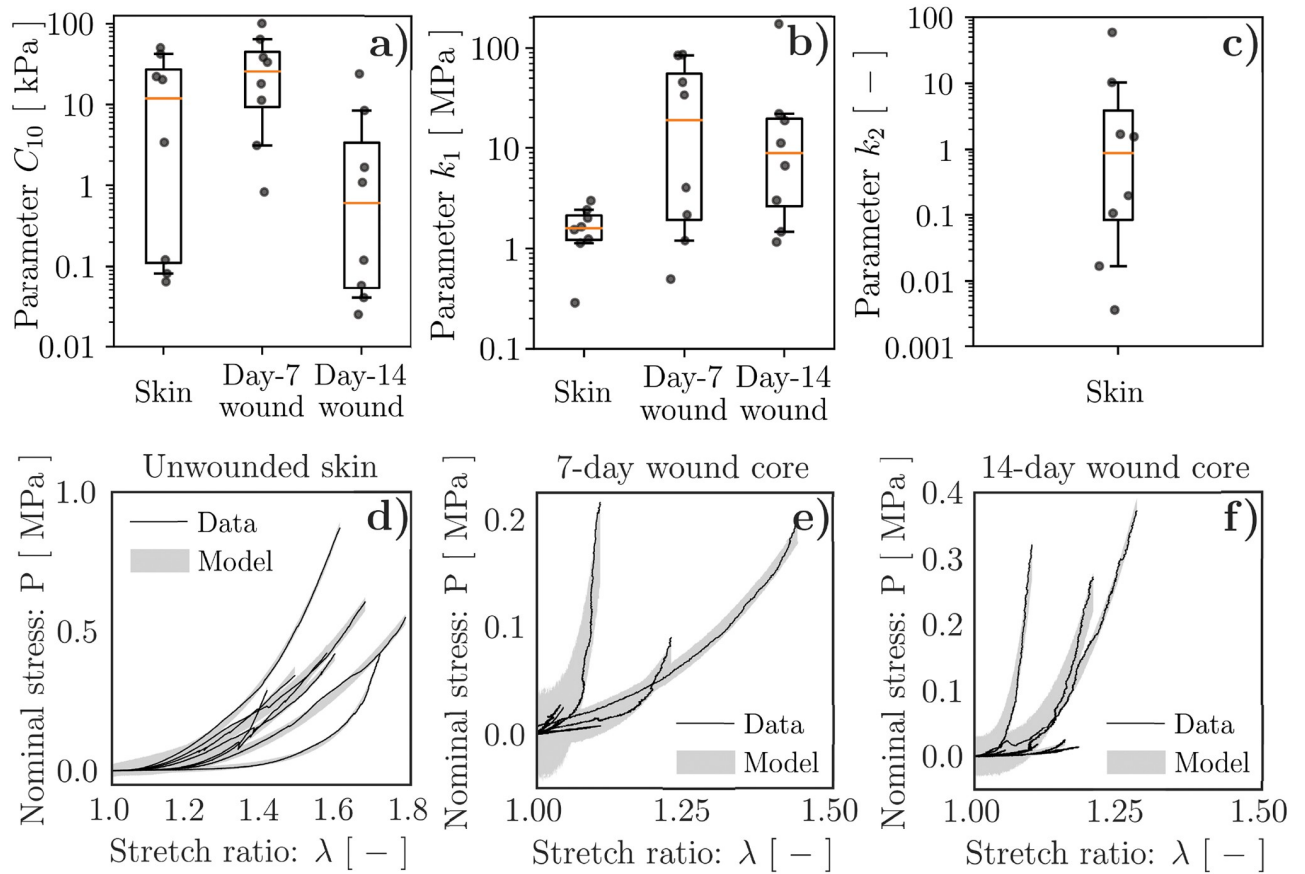 a)
Parameter C10 [ kPa]
100
10
1
0.1
0.01
Skin
Day-7
wound
Day-14
wound
b)
Parameter k1 [ MPa ]
100
10
1
0.1
Skin
Day-7
wound
Day-14
wound
c)
Parameter k2 [ − ]
100
10
1
0.1
0.01
0.001
Skin
Unwounded skin
d)
Nominal stress: P [ MPa ]
1.0
0.5
0.0
Data
Model
1.0
1.2
1.4
1.6
1.8
Stretch ratio: λ [ − ]
7-day wound core
e)
Nominal stress: P [ MPa ]
0.2
0.1
0.0
Data
Model
1.00
1.25
1.50
Stretch ratio: λ [ − ]
14-day wound core
f)
Nominal stress: P [ MPa ]
0.4
0.3
0.2
0.1
0.0
Data
Model
1.00
1.25
1.50
Stretch ratio: λ [ − ]